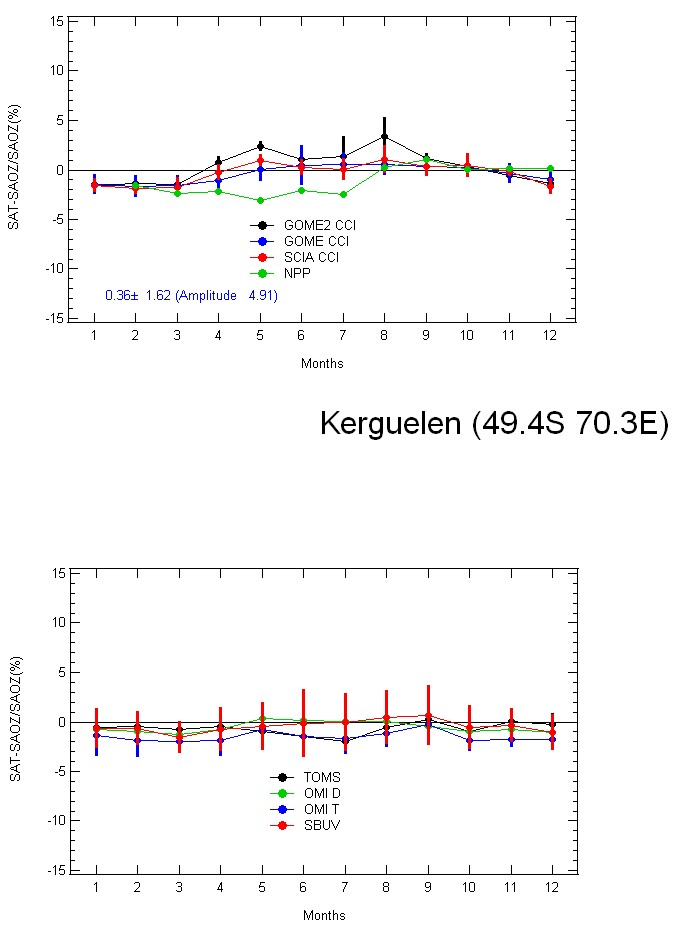 15
10
5
0
-5
-10
-15
SAT-SAOZ/SAOZ(%)
GOME2 CCI
GOME CCI
SCIA CCI
NPP
0.36± 1.62 (Amplitude 4.91)
1 2 3 4 5 6 7 8 9 10 11 12
Months
Kerguelen (49.4S 70.3E)
15
10
5
0
-5
-10
-15
SAT-SAOZ/SAOZ(%)
TOMS
OMI D
OMI T
SBUV
1 2 3 4 5 6 7 8 9 10 11 12
Months